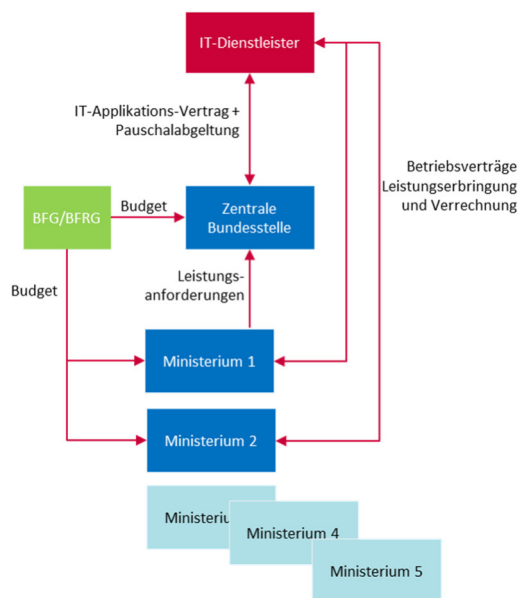 IT-Dienstleister
IT-Applikations-Vertrag +
Pauschalabgeltung
Betriebsverträge
Leistungserbringung
und Verrechnung
BFG/BFRG
Budget
Zentrale
Bundesstelle
Leistungs-
anforderungen
Budget
Ministerium 1
Ministerium 2
Ministerium 4
Ministerium 5